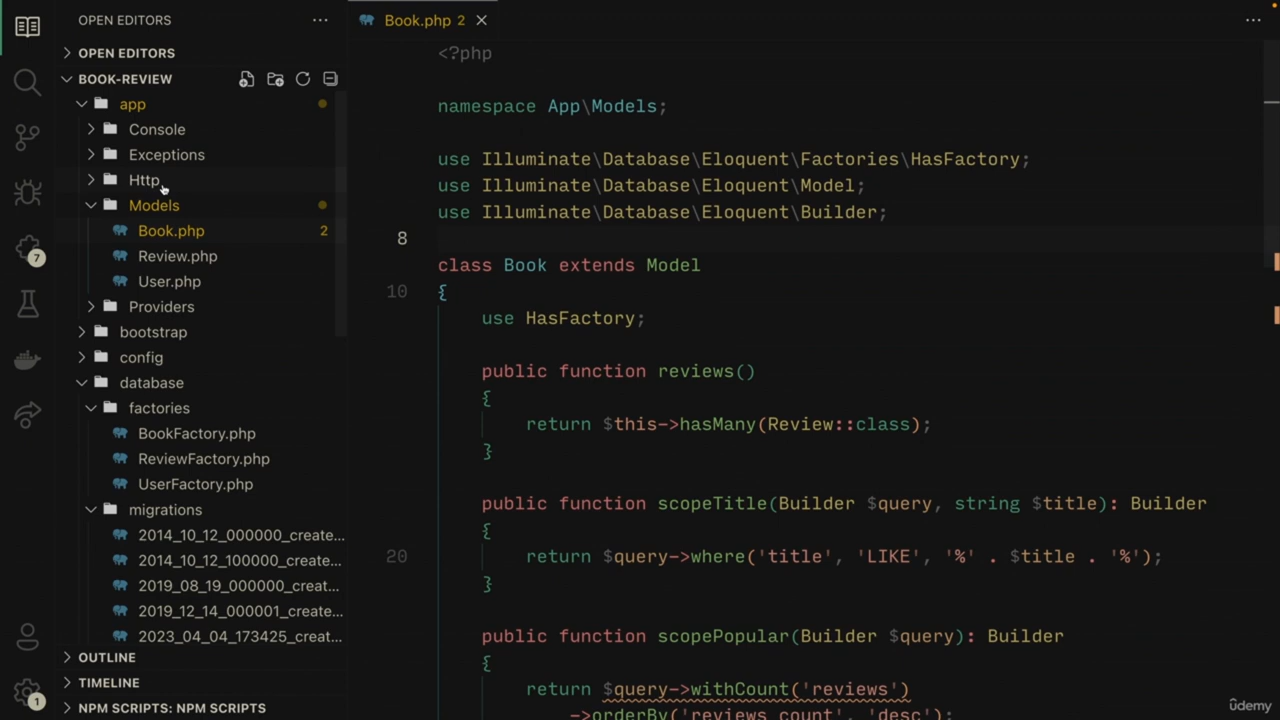 OPEN EDITORS
...
Book.php 2
...
OPEN EDITORS
BOOK-REVIEW
app
Console
Exceptions
Http
Models
Book.php 2
Review.php
User.php
Providers
bootstrap
config
database
factories
BookFactory.php
ReviewFactory.php
UserFactory.php
migrations
2014_10_12_000000_create...
2014_10_12_100000_create...
2019_08_19_000000_creat...
2019_12_14_000001_create...
2023_04_04_173425_creat...
OUTLINE
TIMELINE
NPM SCRIPTS: NPM SCRIPTS
7
1
<?php
namespace App\Models;
use Illuminate\Database\Eloquent\Factories\HasFactory;
use Illuminate\Database\Eloquent\Model;
use Illuminate\Database\Eloquent\Builder;
8
class Book extends Model
10 {
use HasFactory;
public function reviews()
{
return $this->hasMany(Review::class);
}
public function scopeTitle(Builder $query, string $title): Builder
{
20 return $query->where('title', 'LIKE', '%' . $title . '%');
}
public function scopePopular(Builder $query): Builder
{
return $query->withCount('reviews')
->orderBy('reviews_count', 'desc');
ûdemy